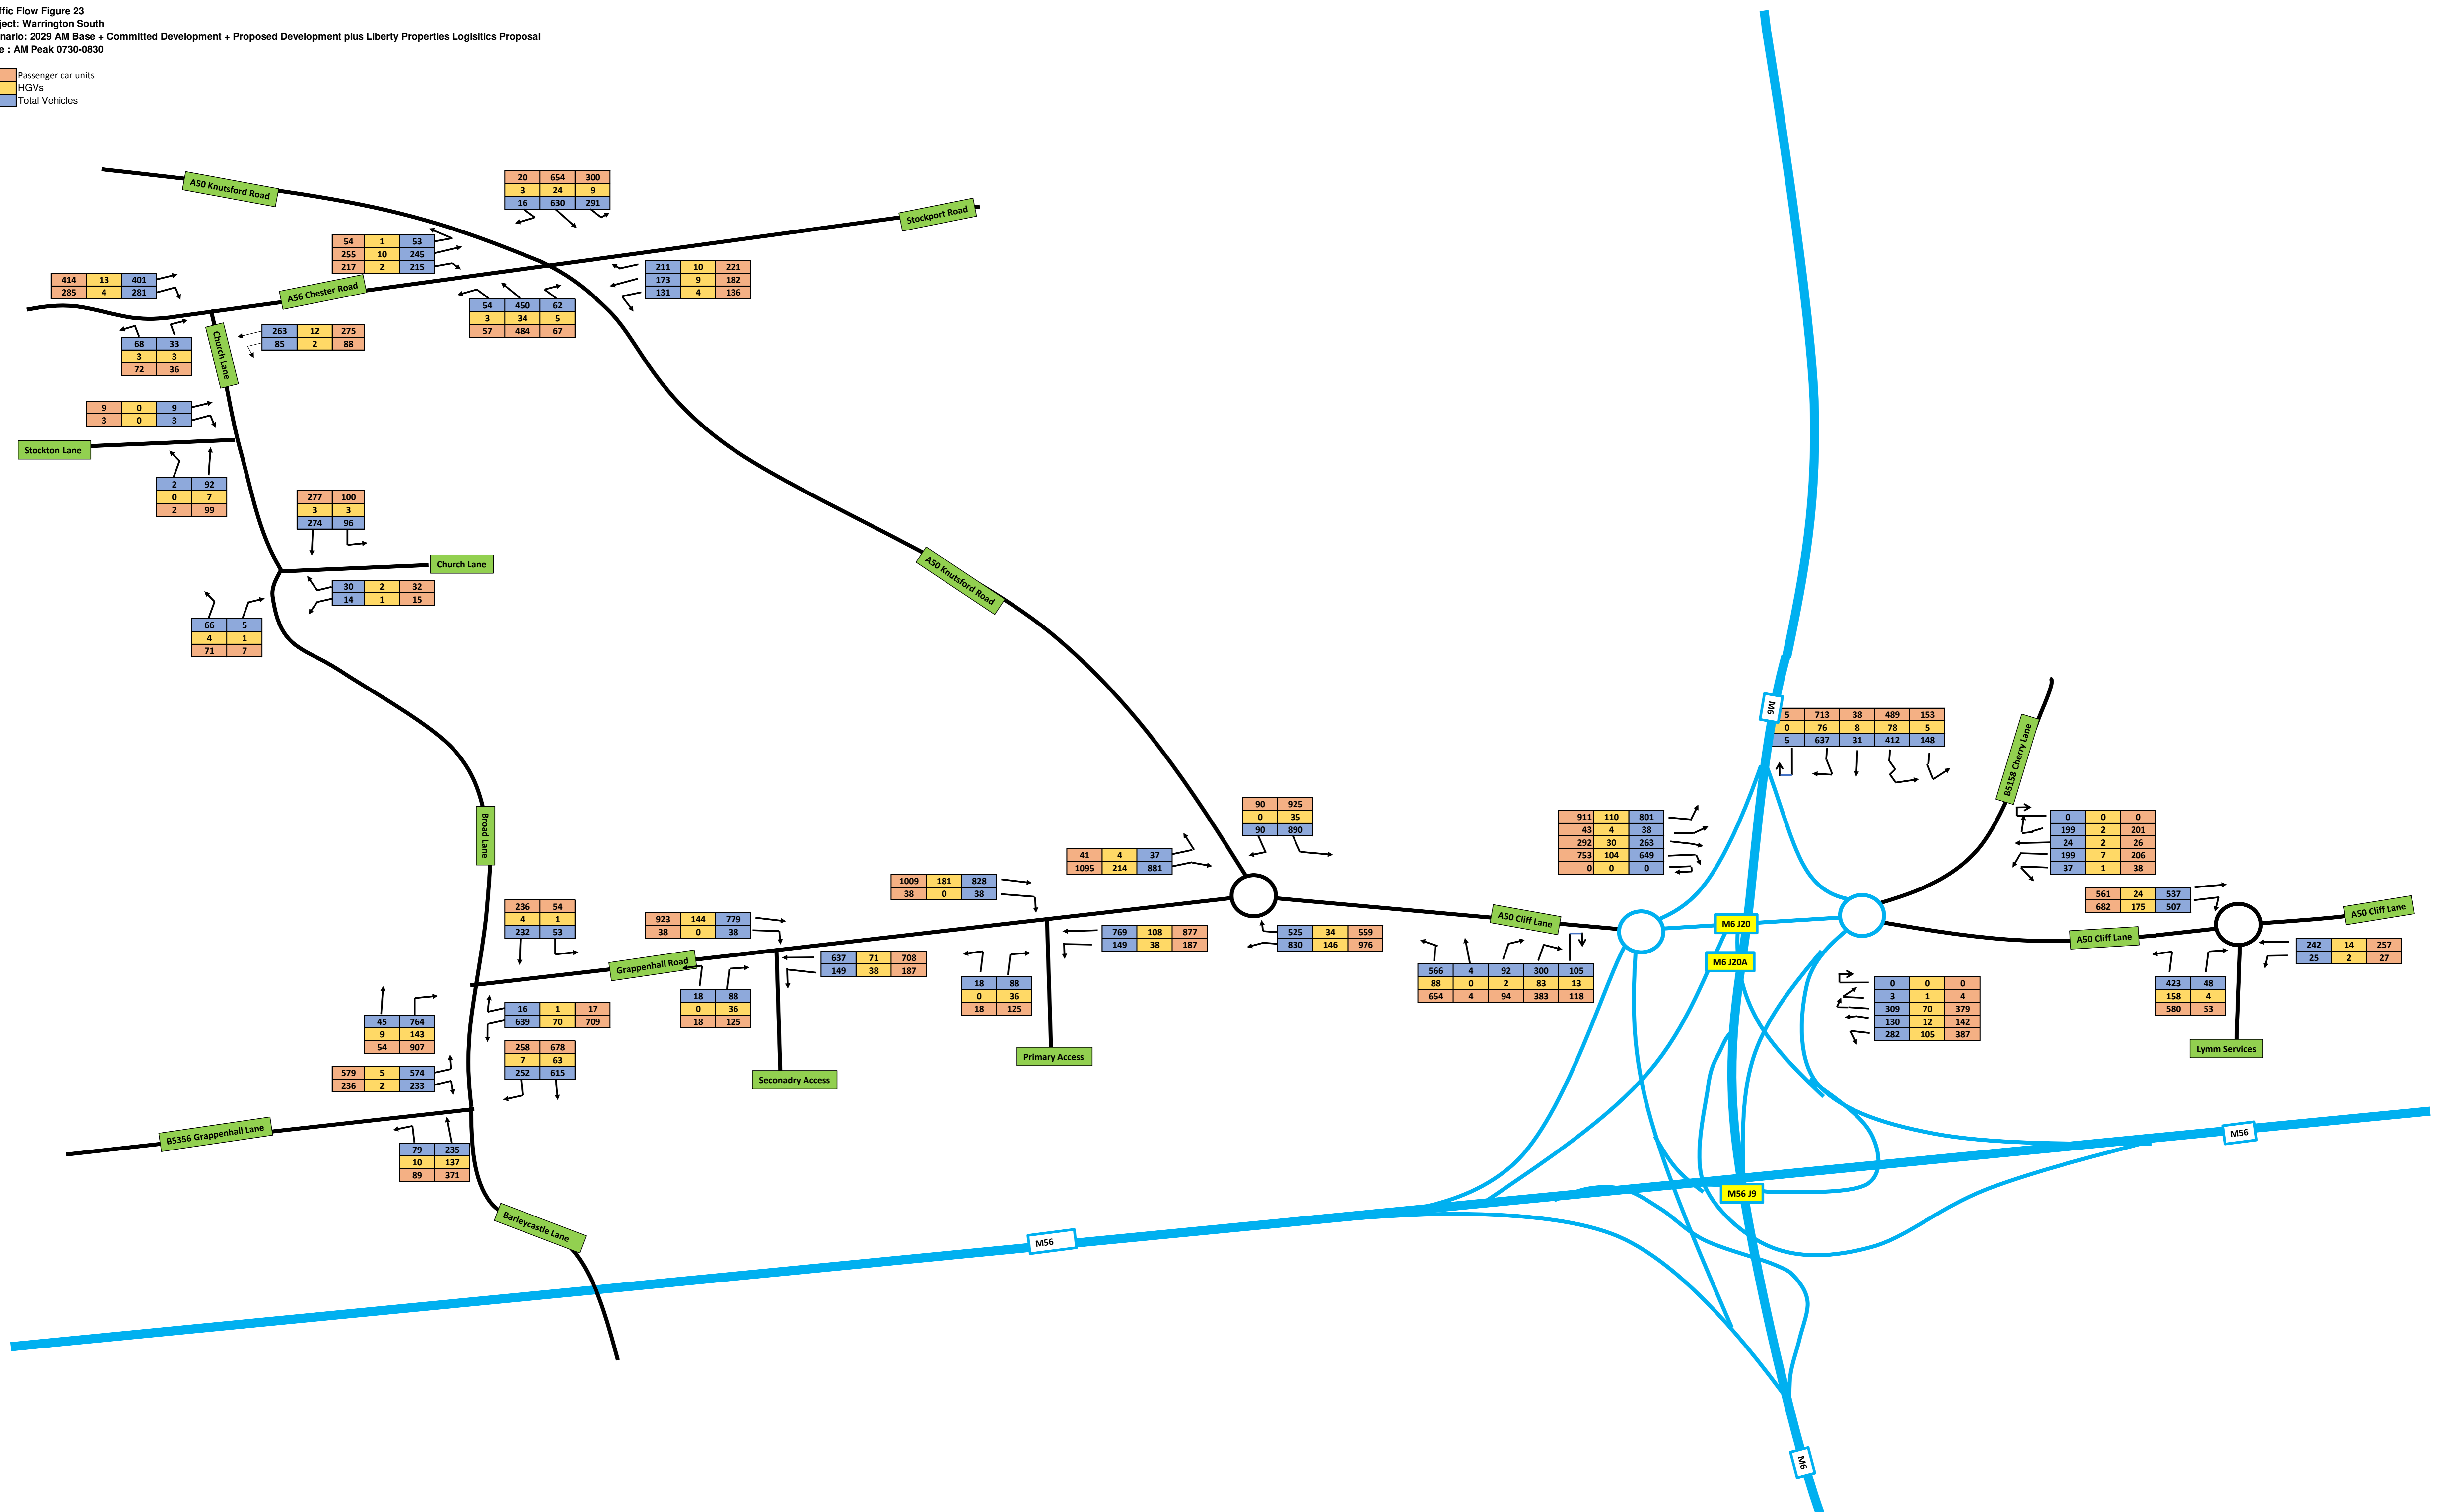 ffic Flow Figure 23
ject: Warrington South
nario: 2029 AM Base + Committed Development + Proposed Development plus Liberty Properties Logisitics Proposal
e : AM Peak 0730-0830
Passenger car units
HGVs
Total Vehicles
A50 Knutsford Road
20 654 300
3 24 9
16 630 291
Stockport Road
54 1 53
255 10 245
217 2 215
211 10 221
173 9 182
131 4 136
414 13 401
285 4 281
A56 Chester Road
54 450 62
3 34 5
57 484 67
Church Lane
263 12 275
85 2 88
68 33
3 3
72 36
9 0 9
3 0 3
Stockton Lane
2 92
0 7
2 99
277 100
3 3
274 96
Church Lane
30 2 32
14 1 15
66 5
4 1
71 7
A50 Knutsford Road
M6
5 713 38 489 153
0 76 8 78 5
5 637 31 412 148
B5158 Cherry Lane
Broad Lane
90 925
0 35
90 890
911 110 801
43 4 38
292 30 263
753 104 649
0 0 0
0 0 0
199 2 201
24 2 26
199 7 206
37 1 38
41 4 37
1095 214 881
1009 181 828
38 0 38
561 24 537
682 175 507
236 54
4 1
232 53
923 144 779
38 0 38
A50 Cliff Lane
M6 J20
A50 Cliff Lane
A50 Cliff Lane
769 108 877
149 38 187
525 34 559
830 146 976
242 14 257
25 2 27
Grappenhall Road
637 71 708
149 38 187
M6 J20A
566 4 92 300 105
88 0 2 83 13
654 4 94 383 118
18 88
0 36
18 125
18 88
0 36
18 125
0 0 0
3 1 4
309 70 379
130 12 142
282 105 387
423 48
158 4
580 53
16 1 17
639 70 709
45 764
9 143
54 907
258 678
7 63
252 615
Primary Access
Lymm Services
579 5 574
236 2 233
Seconadry Access
B5356 Grappenhall Lane
M56
79 235
10 137
89 371
M56 J9
Barleycastle Lane
M56
M6